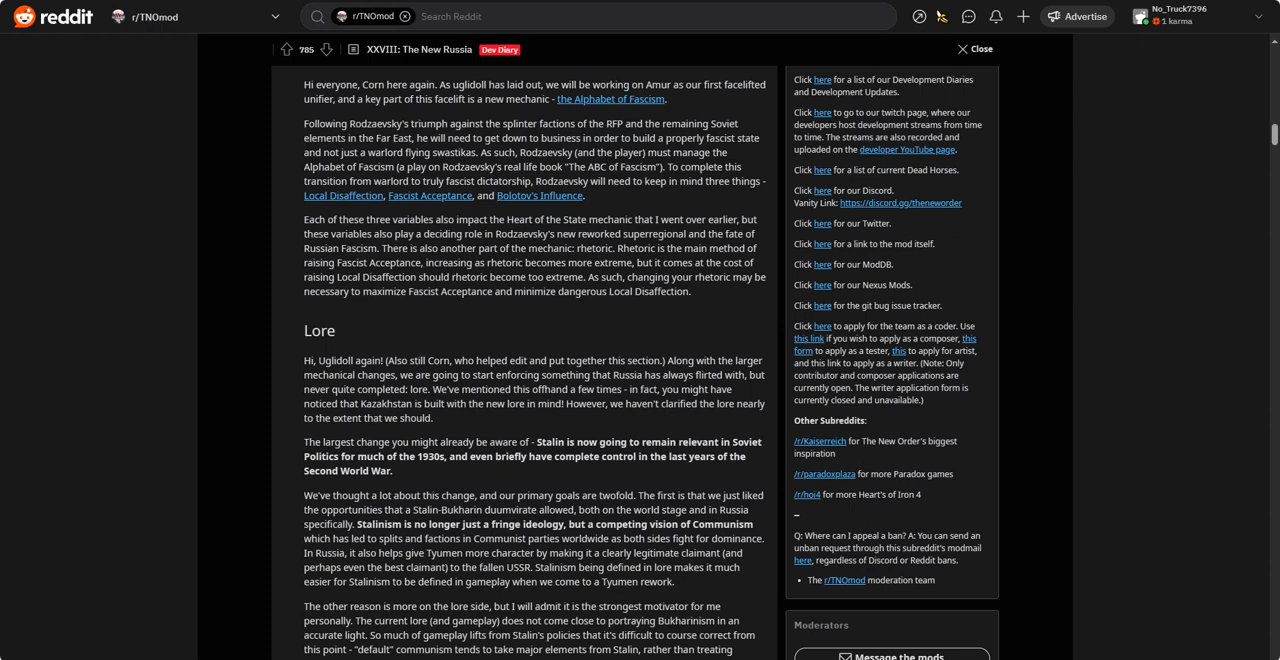 reddit
r/TNOmod
r/TNOmod
Search Reddit
Advertise
No_Truck7396
1 karma
785
XXVIII: The New Russia
Dev Diary
Close
Hi everyone, Corn here again. As uglidoll has laid out, we will be working on Amur as our first facelifted
unifier, and a key part of this facelift is a new mechanic - the Alphabet of Fascism.
Following Rodzaevsky's triumph against the splinter factions of the RFP and the remaining Soviet
elements in the Far East, he will need to get down to business in order to build a properly fascist state
and not just a warlord flying swastikas. As such, Rodzaevsky (and the player) must manage the
Alphabet of Fascism (a play on Rodzaevsky's real life book "The ABC of Fascism"). To complete this
transition from warlord to truly fascist dictatorship, Rodzaevsky will need to keep in mind three things -
Local Disaffection, Fascist Acceptance, and Bolotov's Influence.
Each of these three variables also impact the Heart of the State mechanic that I went over earlier, but
these variables also play a deciding role in Rodzaevsky's new reworked superregional and the fate of
Russian Fascism. There is also another part of the mechanic: rhetoric. Rhetoric is the main method of
raising Fascist Acceptance, increasing as rhetoric becomes more extreme, but it comes at the cost of
raising Local Disaffection should rhetoric become too extreme. As such, changing your rhetoric may be
necessary to maximize Fascist Acceptance and minimize dangerous Local Disaffection.
Lore
Hi, Uglidoll again! (Also still Corn, who helped edit and put together this section.) Along with the larger
mechanical changes, we are going to start enforcing something that Russia has always flirted with, but
never quite completed: lore. We've mentioned this offhand a few times - in fact, you might have
noticed that Kazakhstan is built with the new lore in mind! However, we haven't clarified the lore nearly
to the extent that we should.
The largest change you might already be aware of - Stalin is now going to remain relevant in Soviet
Politics for much of the 1930s, and even briefly have complete control in the last years of the
Second World War.
We've thought a lot about this change, and our primary goals are twofold. The first is that we just liked
the opportunities that a Stalin-Bukharin duumvirate allowed, both on the world stage and in Russia
specifically. Stalinism is no longer just a fringe ideology, but a competing vision of Communism
which has led to splits and factions in Communist parties worldwide as both sides fight for dominance.
In Russia, it also helps give Tyumen more character by making it a clearly legitimate claimant (and
perhaps even the best claimant) to the fallen USSR. Stalinism being defined in lore makes it much
easier for Stalinism to be defined in gameplay when we come to a Tyumen rework.
The other reason is more on the lore side, but I will admit it is the strongest motivator for me
personally. The current lore (and gameplay) does not come close to portraying Bukharinism in an
accurate light. So much of gameplay lifts from Stalin's policies that it's difficult to course correct from
this point - "default" communism tends to take major elements from Stalin, rather than treating
Click here for a list of our Development Diaries
and Development Updates.
Click here to go to our twitch page, where our
developers host development streams from time
to time. The streams are also recorded and
uploaded on the developer YouTube page.
Click here for a list of current Dead Horses.
Click here for our Discord.
Vanity Link: https://discord.gg/theneworder
Click here for our Twitter.
Click here for a link to the mod itself.
Click here for our ModDB.
Click here for our Nexus Mods.
Click here for the git bug issue tracker.
Click here to apply for the team as a coder. Use
this link if you wish to apply as a composer, this
form to apply as a tester, this to apply for artist,
and this link to apply as a writer. (Note: Only
contributor and composer applications are
currently open. The writer application form is
currently closed and unavailable.)
Other Subreddits:
/r/Kaiserreich for The New Order's biggest
inspiration
/r/paradoxplaza for more Paradox games
/r/hoi4 for more Heart's of Iron 4
--
Q: Where can I appeal a ban? A: You can send an
unban request through this subreddit's modmail
here, regardless of Discord or Reddit bans.
• The r/TNOmod moderation team
Moderators
Message the mods